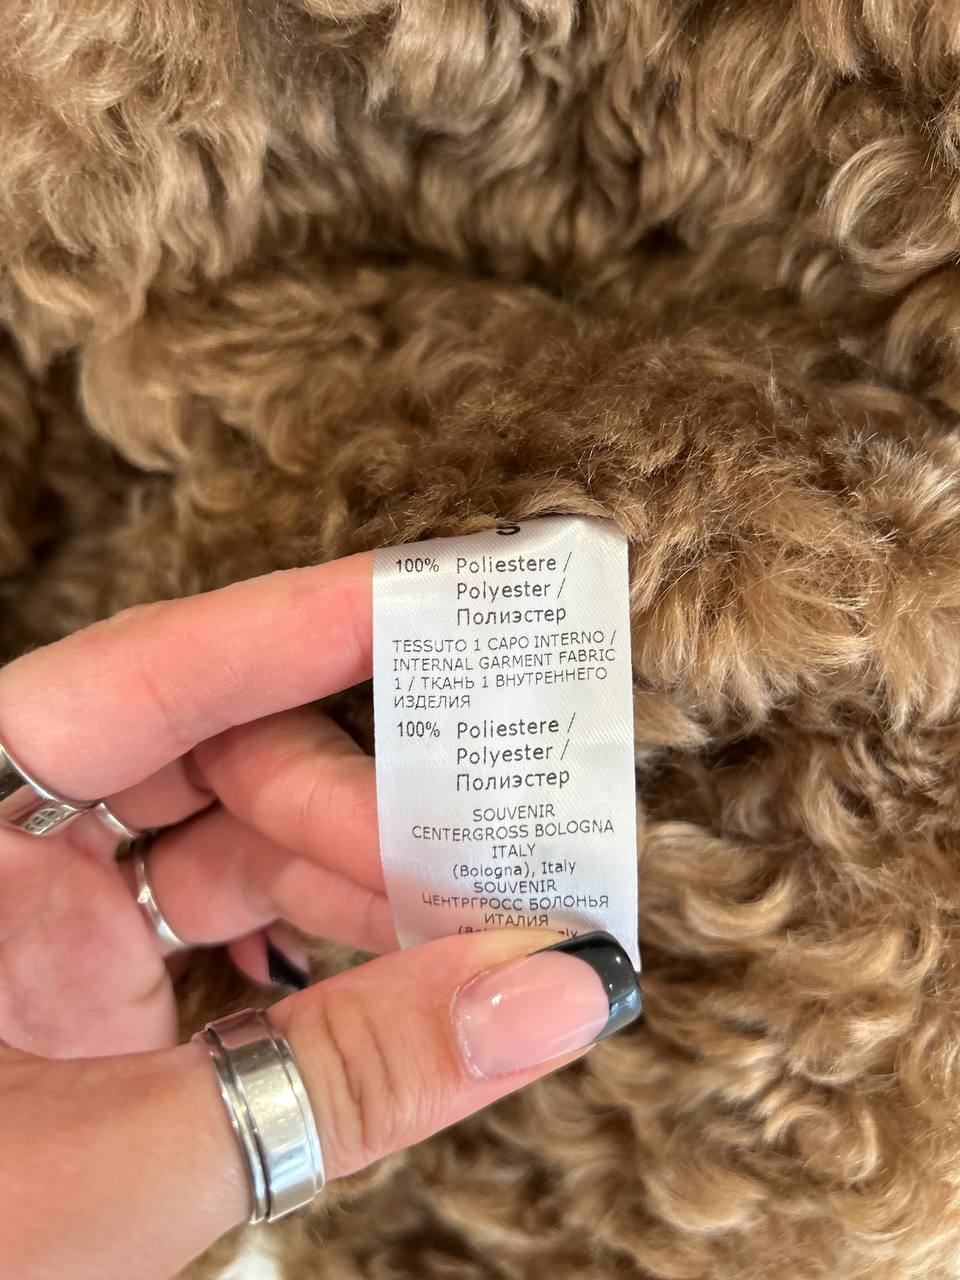 S
100% Poliestere /
Polyester /
Полиэстер
TESSUTO 1 CAPO INTERNO /
INTERNAL GARMENT FABRIC
1 / ТКАНЬ 1 ВНУТРЕННЕГО
ИЗДЕЛИЯ
100% Poliestere /
Polyester /
Полиэстер
SOUVENIR
CENTERGROSS BOLOGNA
ITALY
(Bologna), Italy
SOUVENIR
ЦЕНТРГРОСС БОЛОНЬЯ
ИТАЛИЯ